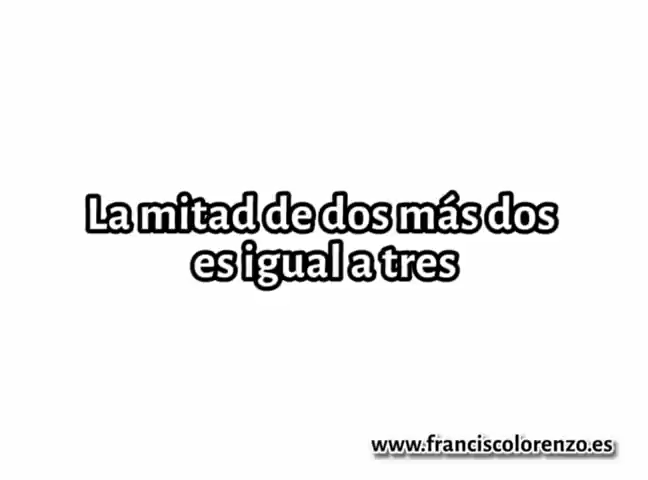 La mitad de dos más dos
es igual a tres
www.franciscolorenzo.es